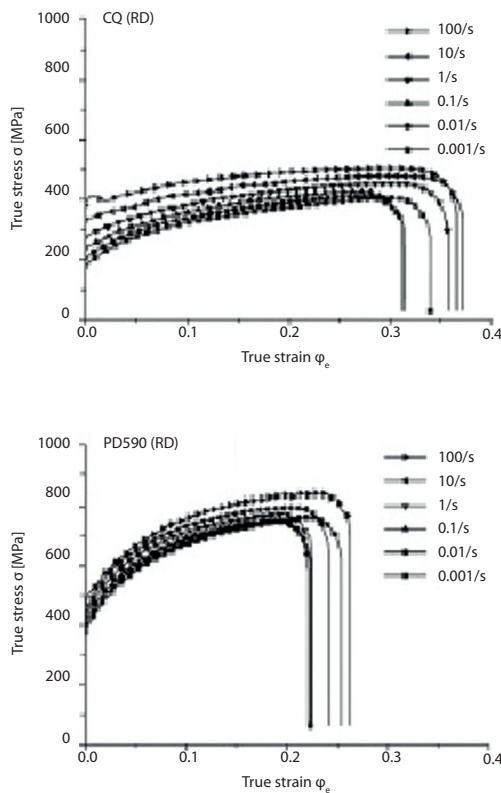 CQ (RD)
1000
800
600
400
200
0
True stress σ [MPa]
0.0 0.1 0.2 0.3 0.4
True strain φe
100/s
10/s
1/s
0.1/s
0.01/s
0.001/s
PD590 (RD)
1000
800
600
400
200
0
True stress σ [MPa]
0.0 0.1 0.2 0.3 0.4
True strain φe
100/s
10/s
1/s
0.1/s
0.01/s
0.001/s